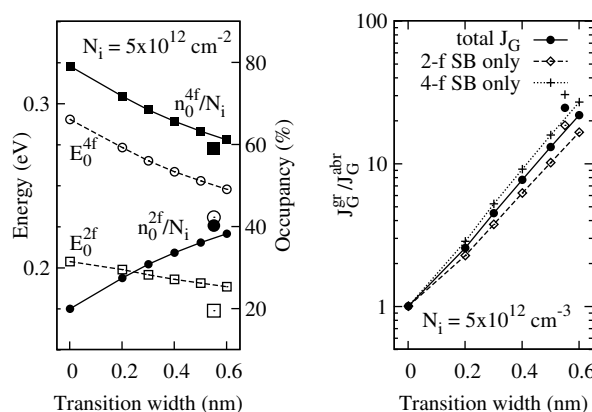 N_i = 5x10^12 cm^-2
n_0^4f/N_i
E_0^4f
n_0^2f/N_i
E_0^2f
Energy (eV)
0.3
0.2
Occupancy (%)
80
60
40
20
0 0.2 0.4 0.6
Transition width (nm)
total J_G
2-f SB only
4-f SB only
J_G^gr/J_G^abr
100
10
1
N_i = 5x10^12 cm^-3
0 0.2 0.4 0.6
Transition width (nm)